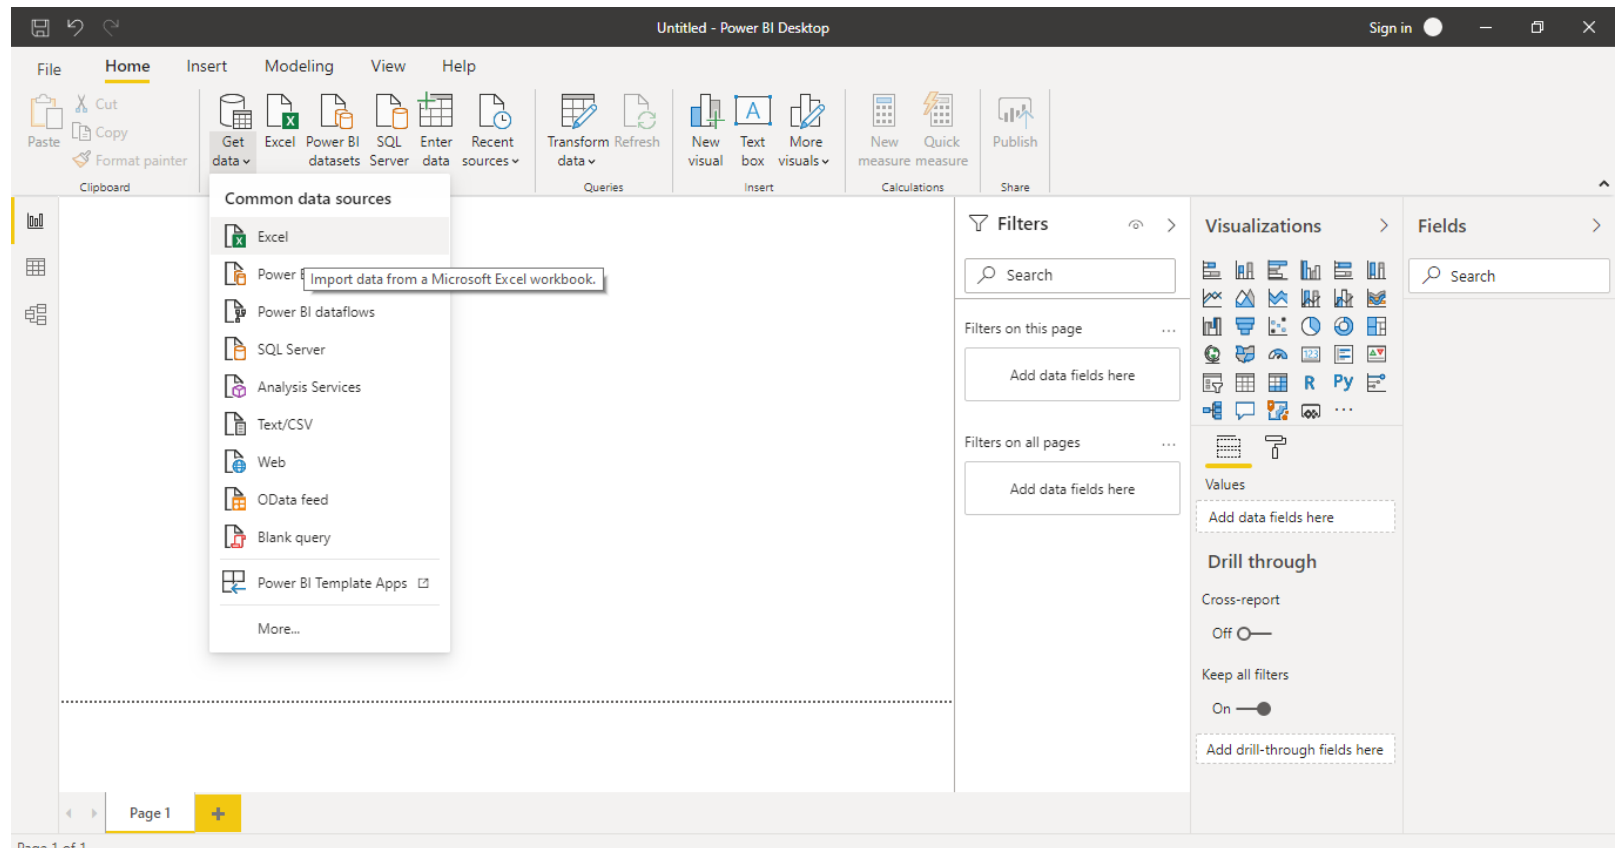 Untitled - Power BI Desktop
Sign in
File
Home
Insert
Modeling
View
Help
Paste
Cut
Copy
Format painter
Clipboard
Get data
Excel
Power BI datasets
SQL Server
Enter data
Recent sources
Transform data
Refresh
Queries
New visual
Text box
More visuals
Insert
New measure
Quick measure
Calculations
Publish
Share
Common data sources
Excel
Power B
Import data from a Microsoft Excel workbook.
Power BI dataflows
SQL Server
Analysis Services
Text/CSV
Web
OData feed
Blank query
Power BI Template Apps
More...
Filters
Search
Filters on this page
...
Add data fields here
Filters on all pages
...
Add data fields here
Visualizations
123
R
Py
...
Values
Add data fields here
Drill through
Cross-report
Off
Keep all filters
On
Add drill-through fields here
Fields
Search
Page 1
Page 1 of 1